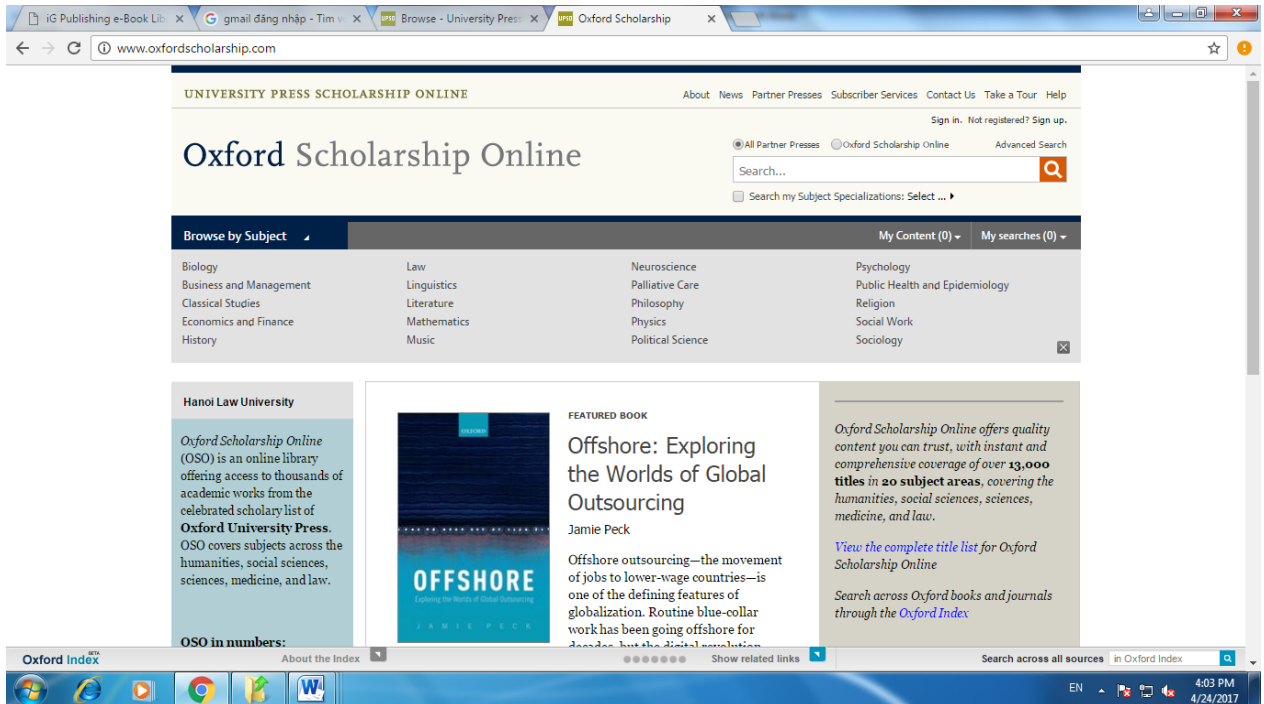 iG Publishing e-Book Lib
gmail đăng nhập - Tìm v
Browse - University Press
Oxford Scholarship
www.oxfordscholarship.com
UNIVERSITY PRESS SCHOLARSHIP ONLINE
About News Partner Presses Subscriber Services Contact Us Take a Tour Help
Sign in. Not registered? Sign up.
Oxford Scholarship Online
All Partner Presses Oxford Scholarship Online Advanced Search
Search...
Search my Subject Specializations: Select ...
Browse by Subject
My Content (0) My searches (0)
Biology
Business and Management
Classical Studies
Economics and Finance
History
Law
Linguistics
Literature
Mathematics
Music
Neuroscience
Palliative Care
Philosophy
Physics
Political Science
Psychology
Public Health and Epidemiology
Religion
Social Work
Sociology
Hanoi Law University
Oxford Scholarship Online
(OSO) is an online library
offering access to thousands of
academic works from the
celebrated scholary list of
Oxford University Press.
OSO covers subjects across the
humanities, social sciences,
sciences, medicine, and law.
OSO in numbers:
OXFORD
OFFSHORE
Exploring the Worlds of Global Outsourcing
JAMIE PECK
FEATURED BOOK
Offshore: Exploring
the Worlds of Global
Outsourcing
Jamie Peck
Offshore outsourcing—the movement
of jobs to lower-wage countries—is
one of the defining features of
globalization. Routine blue-collar
work has been going offshore for
decades, but the digital revolution
Oxford Scholarship Online offers quality
content you can trust, with instant and
comprehensive coverage of over 13,000
titles in 20 subject areas, covering the
humanities, social sciences, sciences,
medicine, and law.
View the complete title list for Oxford
Scholarship Online
Search across Oxford books and journals
through the Oxford Index
Oxford Index BETA
About the Index
Show related links
Search across all sources in Oxford Index
EN
4:03 PM
4/24/2017